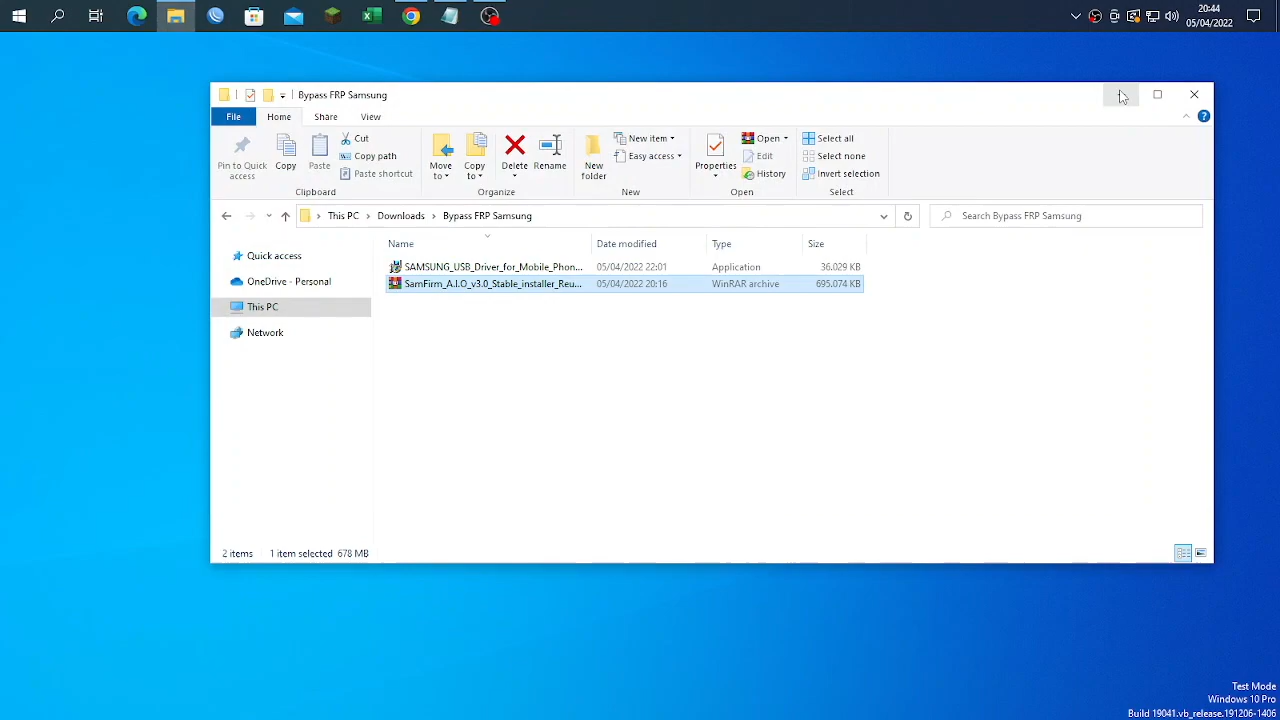 20:44
05/04/2022
Bypass FRP Samsung
File Home Share View
Pin to Quick access
Copy
Paste
Cut
Copy path
Paste shortcut
Move to
Copy to
Delete
Rename
New folder
New item
Easy access
Properties
Open
Edit
History
Select all
Select none
Invert selection
Clipboard Organize New Open Select
This PC > Downloads > Bypass FRP Samsung
Search Bypass FRP Samsung
Quick access
OneDrive - Personal
This PC
Network
Name Date modified Type Size
SAMSUNG_USB_Driver_for_Mobile_Phon... 05/04/2022 22:01 Application 36.029 KB
SamFirm_A.I.O_v3.0_Stable_installer_Reu... 05/04/2022 20:16 WinRAR archive 695.074 KB
2 items 1 item selected 678 MB
Test Mode
Windows 10 Pro
Build 19041.vb_release.191206-1406